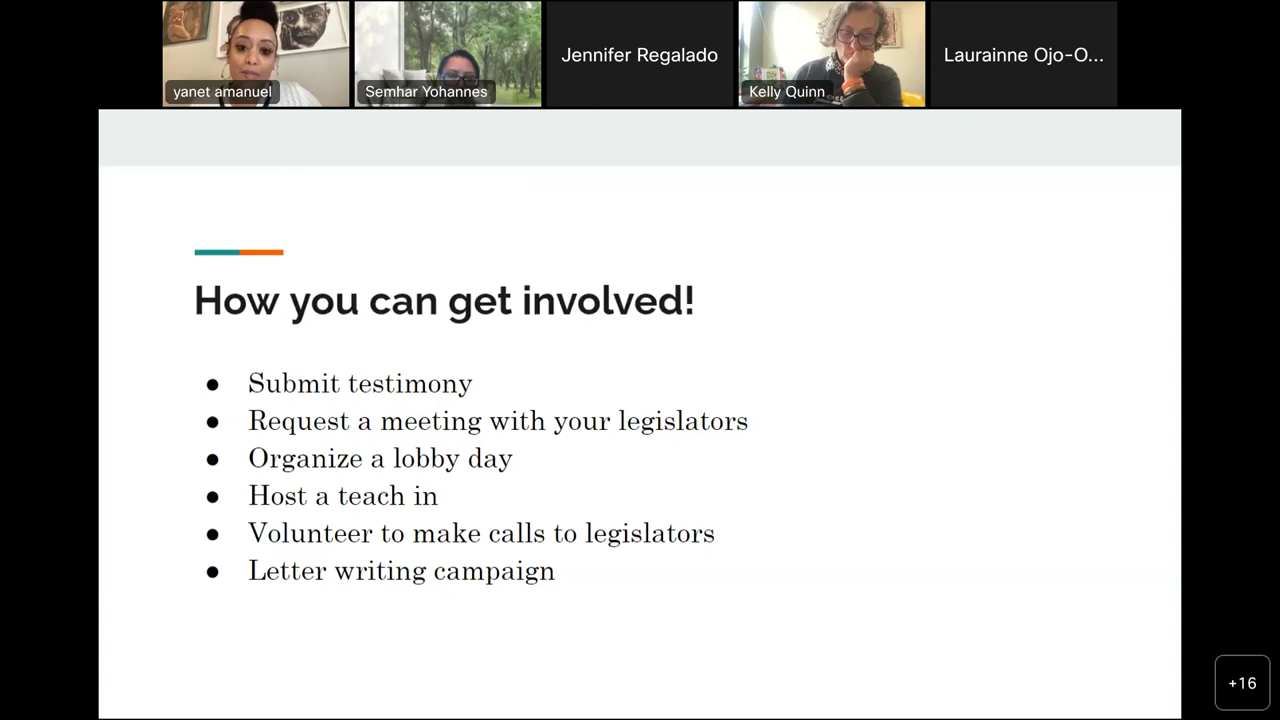 yanet amanuel
Semhar Yohannes
Jennifer Regalado
Kelly Quinn
Laurainne Ojo-O...
How you can get involved!
● Submit testimony
● Request a meeting with your legislators
● Organize a lobby day
● Host a teach in
● Volunteer to make calls to legislators
● Letter writing campaign
+16